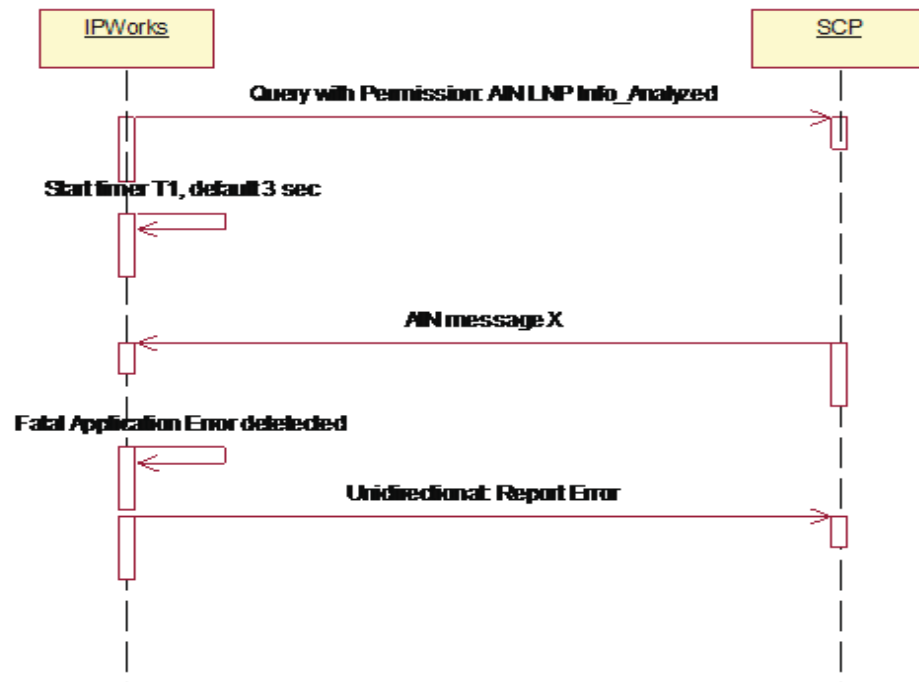 IPWorks
SCP
Query with Permission: AIN LNP Info_Analyzed
Start timer T1, default 3 sec
AIN message X
Fatal Application Error detetected
Unidirectional: Report Error